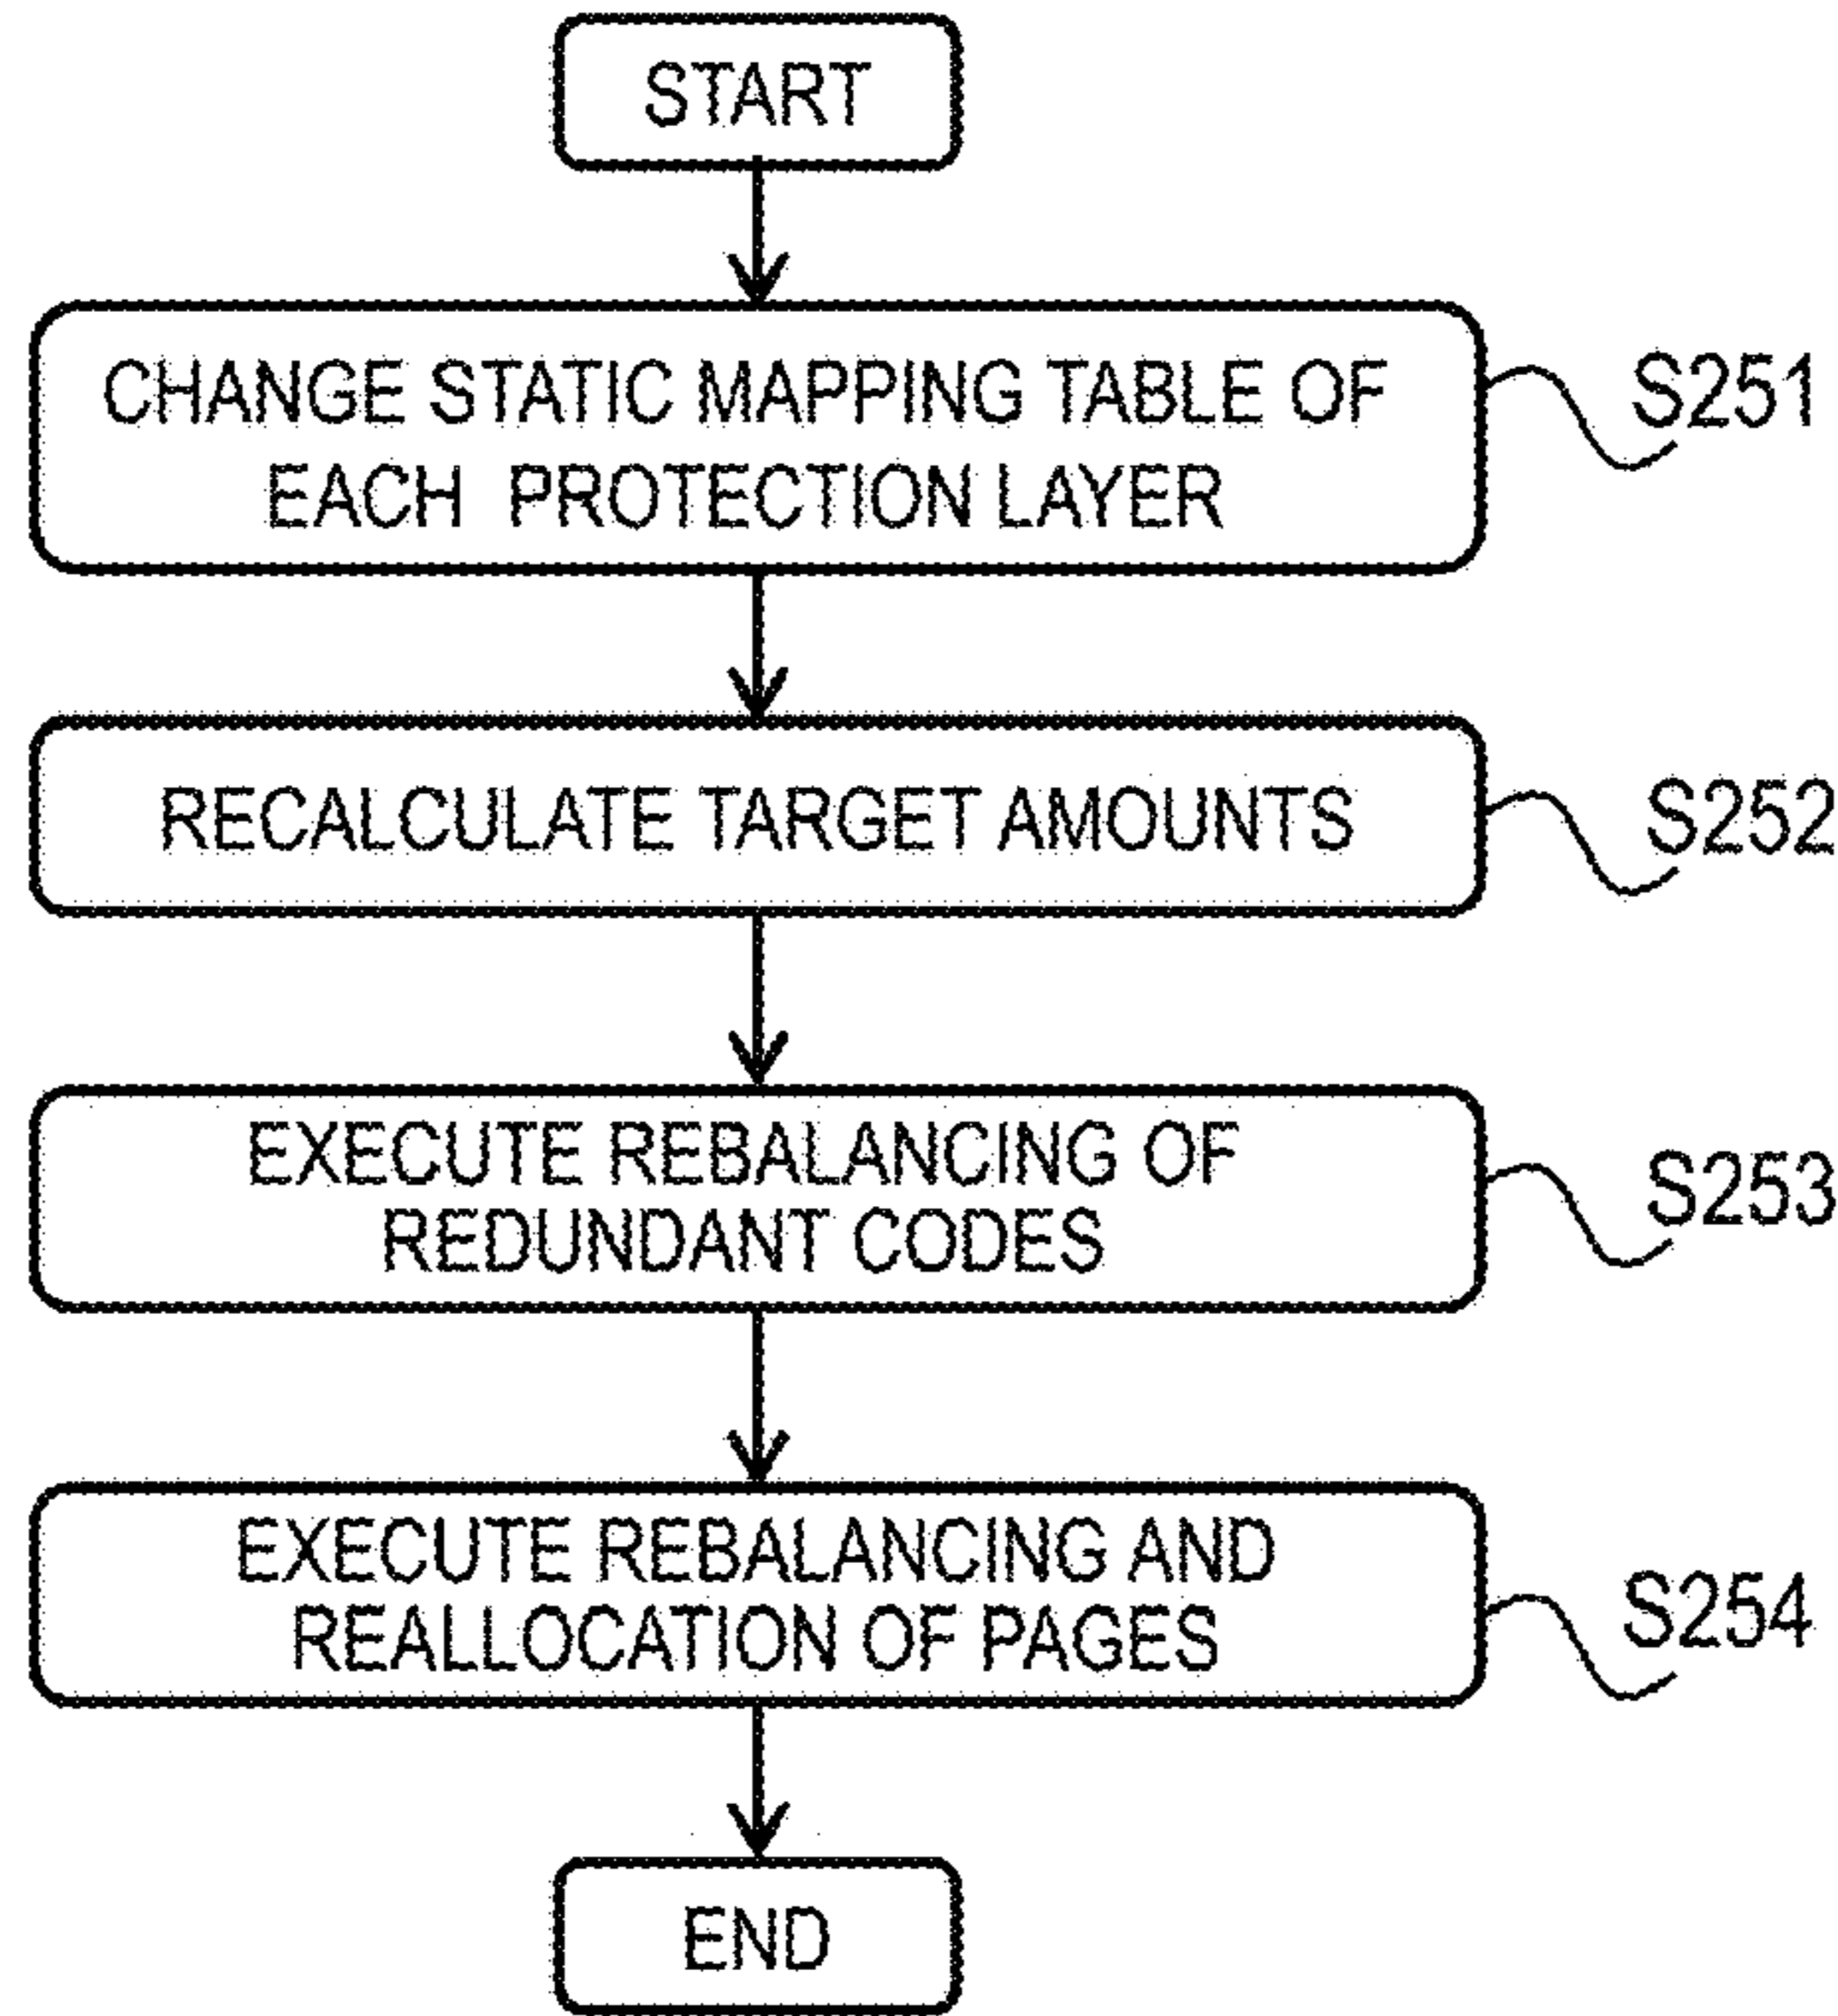 START
CHANGE STATIC MAPPING TABLE OF
EACH PROTECTION LAYER
S251
RECALCULATE TARGET AMOUNTS
S252
EXECUTE REBALANCING OF
REDUNDANT CODES
S253
EXECUTE REBALANCING AND
REALLOCATION OF PAGES
S254
END